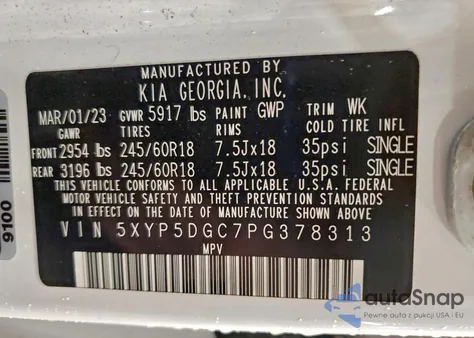 MANUFACTURED BY
KIA GEORGIA, INC.
MAR/01/23 GVWR 5917 lbs PAINT GWP TRIM WK
GAWR TIRES RIMS COLD TIRE INFL
FRONT 2954 lbs 245/60R18 7.5Jx18 35psi SINGLE
REAR 3196 lbs 245/60R18 7.5Jx18 35psi SINGLE
THIS VEHICLE CONFORMS TO ALL APPLICABLE U.S.A. FEDERAL
MOTOR VEHICLE SAFETY AND THEFT PREVENTION STANDARDS
IN EFFECT ON THE DATE OF MANUFACTURE SHOWN ABOVE.
VIN 5XYP5DGC7PG378313
MPV
9100
autaSnap
Pewne auta z aukcji USA i EU